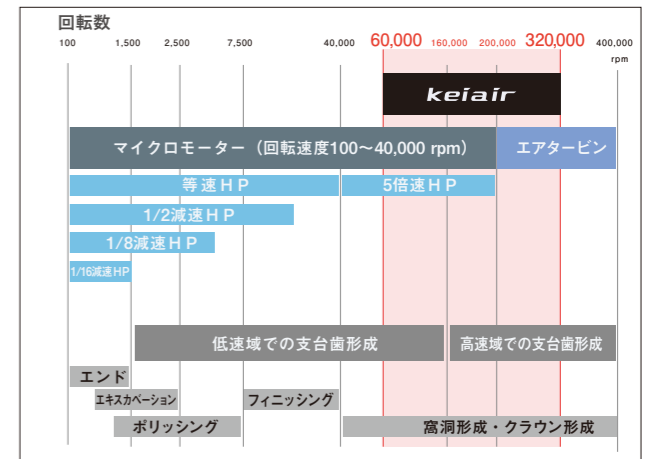 回転数
100 1,500 2,500 7,500 40,000 60,000 160,000 200,000 320,000 400,000
rpm
keiair
マイクロモーター（回転速度100〜40,000 rpm） エアタービン
等速HP 5倍速HP
1/2減速HP
1/8減速HP
1/16減速HP
低速域での支台歯形成 高速域での支台歯形成
エンド
エキスカベーション フィニッシング
ポリッシング 窩洞形成・クラウン形成